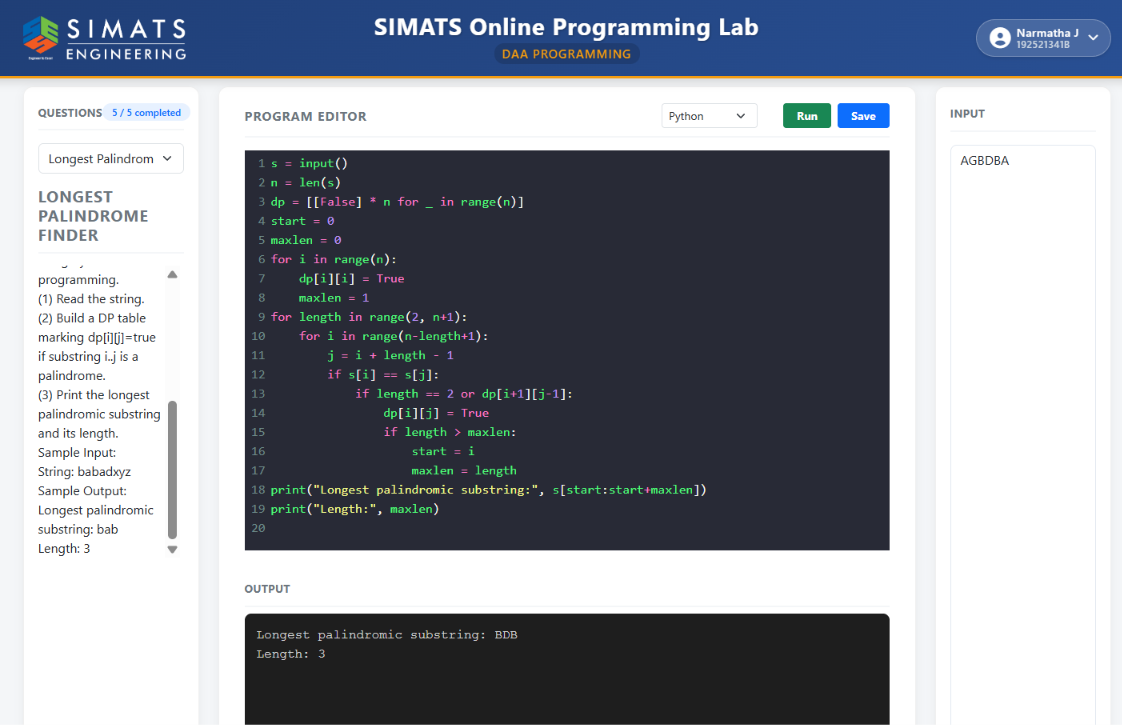 SIMATS
ENGINEERING
SIMATS Online Programming Lab
DAA PROGRAMMING
Narmatha J
192521341B
QUESTIONS
5 / 5 completed
Longest Palindrom
LONGEST
PALINDROME
FINDER
programming.
(1) Read the string.
(2) Build a DP table
marking dp[i][j]=true
if substring i..j is a
palindrome.
(3) Print the longest
palindromic substring
and its length.
Sample Input:
String: babadxyz
Sample Output:
Longest palindromic
substring: bab
Length: 3
PROGRAM EDITOR
Python
Run
Save
1 s = input()
2 n = len(s)
3 dp = [[False] * n for _ in range(n)]
4 start = 0
5 maxlen = 0
6 for i in range(n):
7     dp[i][i] = True
8     maxlen = 1
9 for length in range(2, n+1):
10     for i in range(n-length+1):
11         j = i + length - 1
12         if s[i] == s[j]:
13             if length == 2 or dp[i+1][j-1]:
14                 dp[i][j] = True
15                 if length > maxlen:
16                     start = i
17                     maxlen = length
18 print("Longest palindromic substring:", s[start:start+maxlen])
19 print("Length:", maxlen)
20
OUTPUT
Longest palindromic substring: BDB
Length: 3
INPUT
AGBDBA